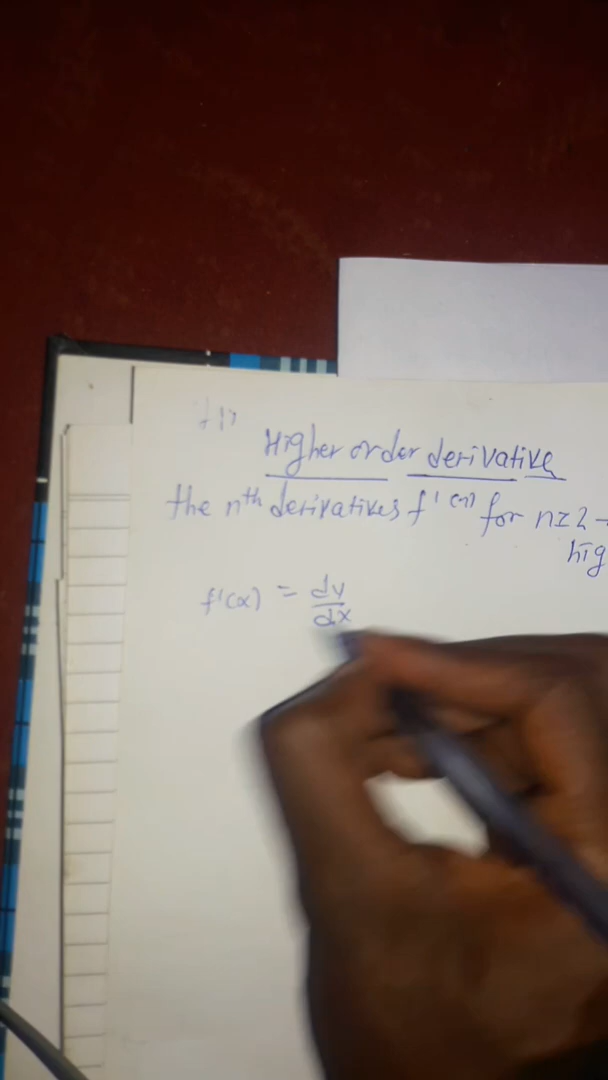 Higher order derivative
the nth derivatives f'(n) for n≥2
hig
f'(x) = dy/dx